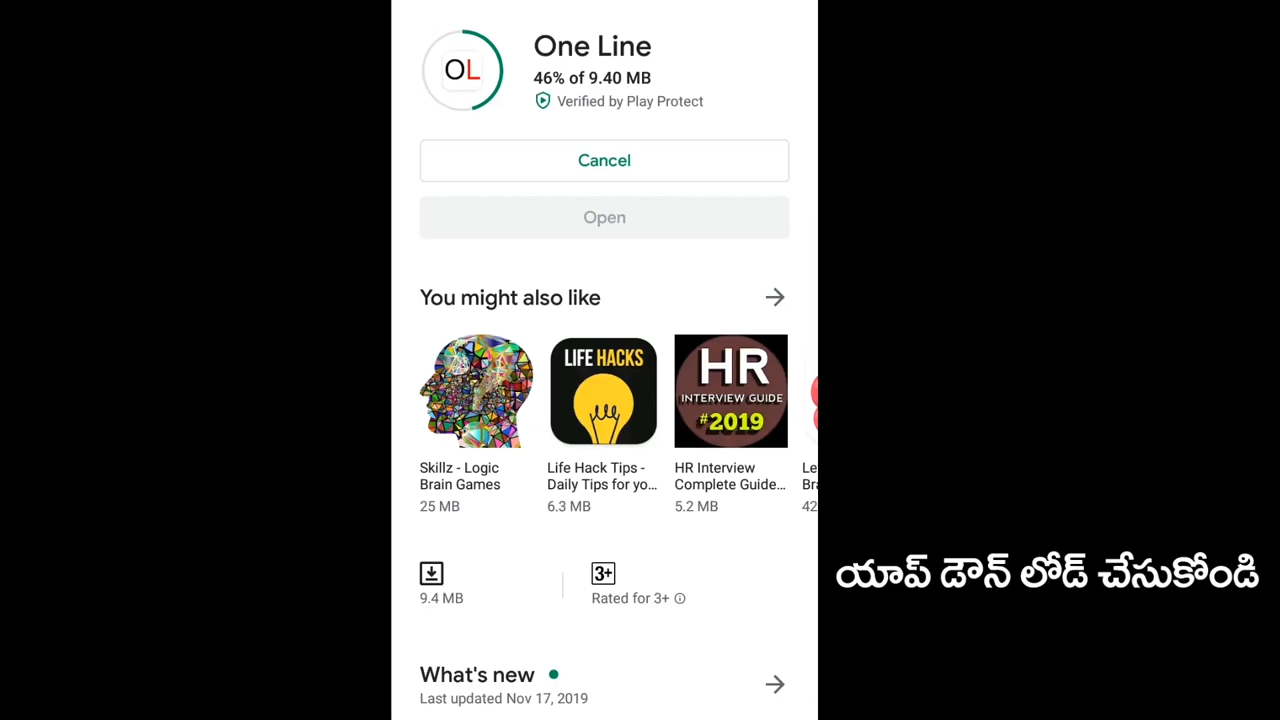 OL
One Line
46% of 9.40 MB
Verified by Play Protect
Cancel
Open
You might also like
LIFE HACKS
HR
INTERVIEW GUIDE
#2019
Skillz - Logic
Brain Games
25 MB
Life Hack Tips -
Daily Tips for yo...
6.3 MB
HR Interview
Complete Guide...
5.2 MB
Le
Bra
42
9.4 MB
3+
Rated for 3+
యాప్ డౌన్ లోడ్ చేసుకోండి
What's new
Last updated Nov 17, 2019